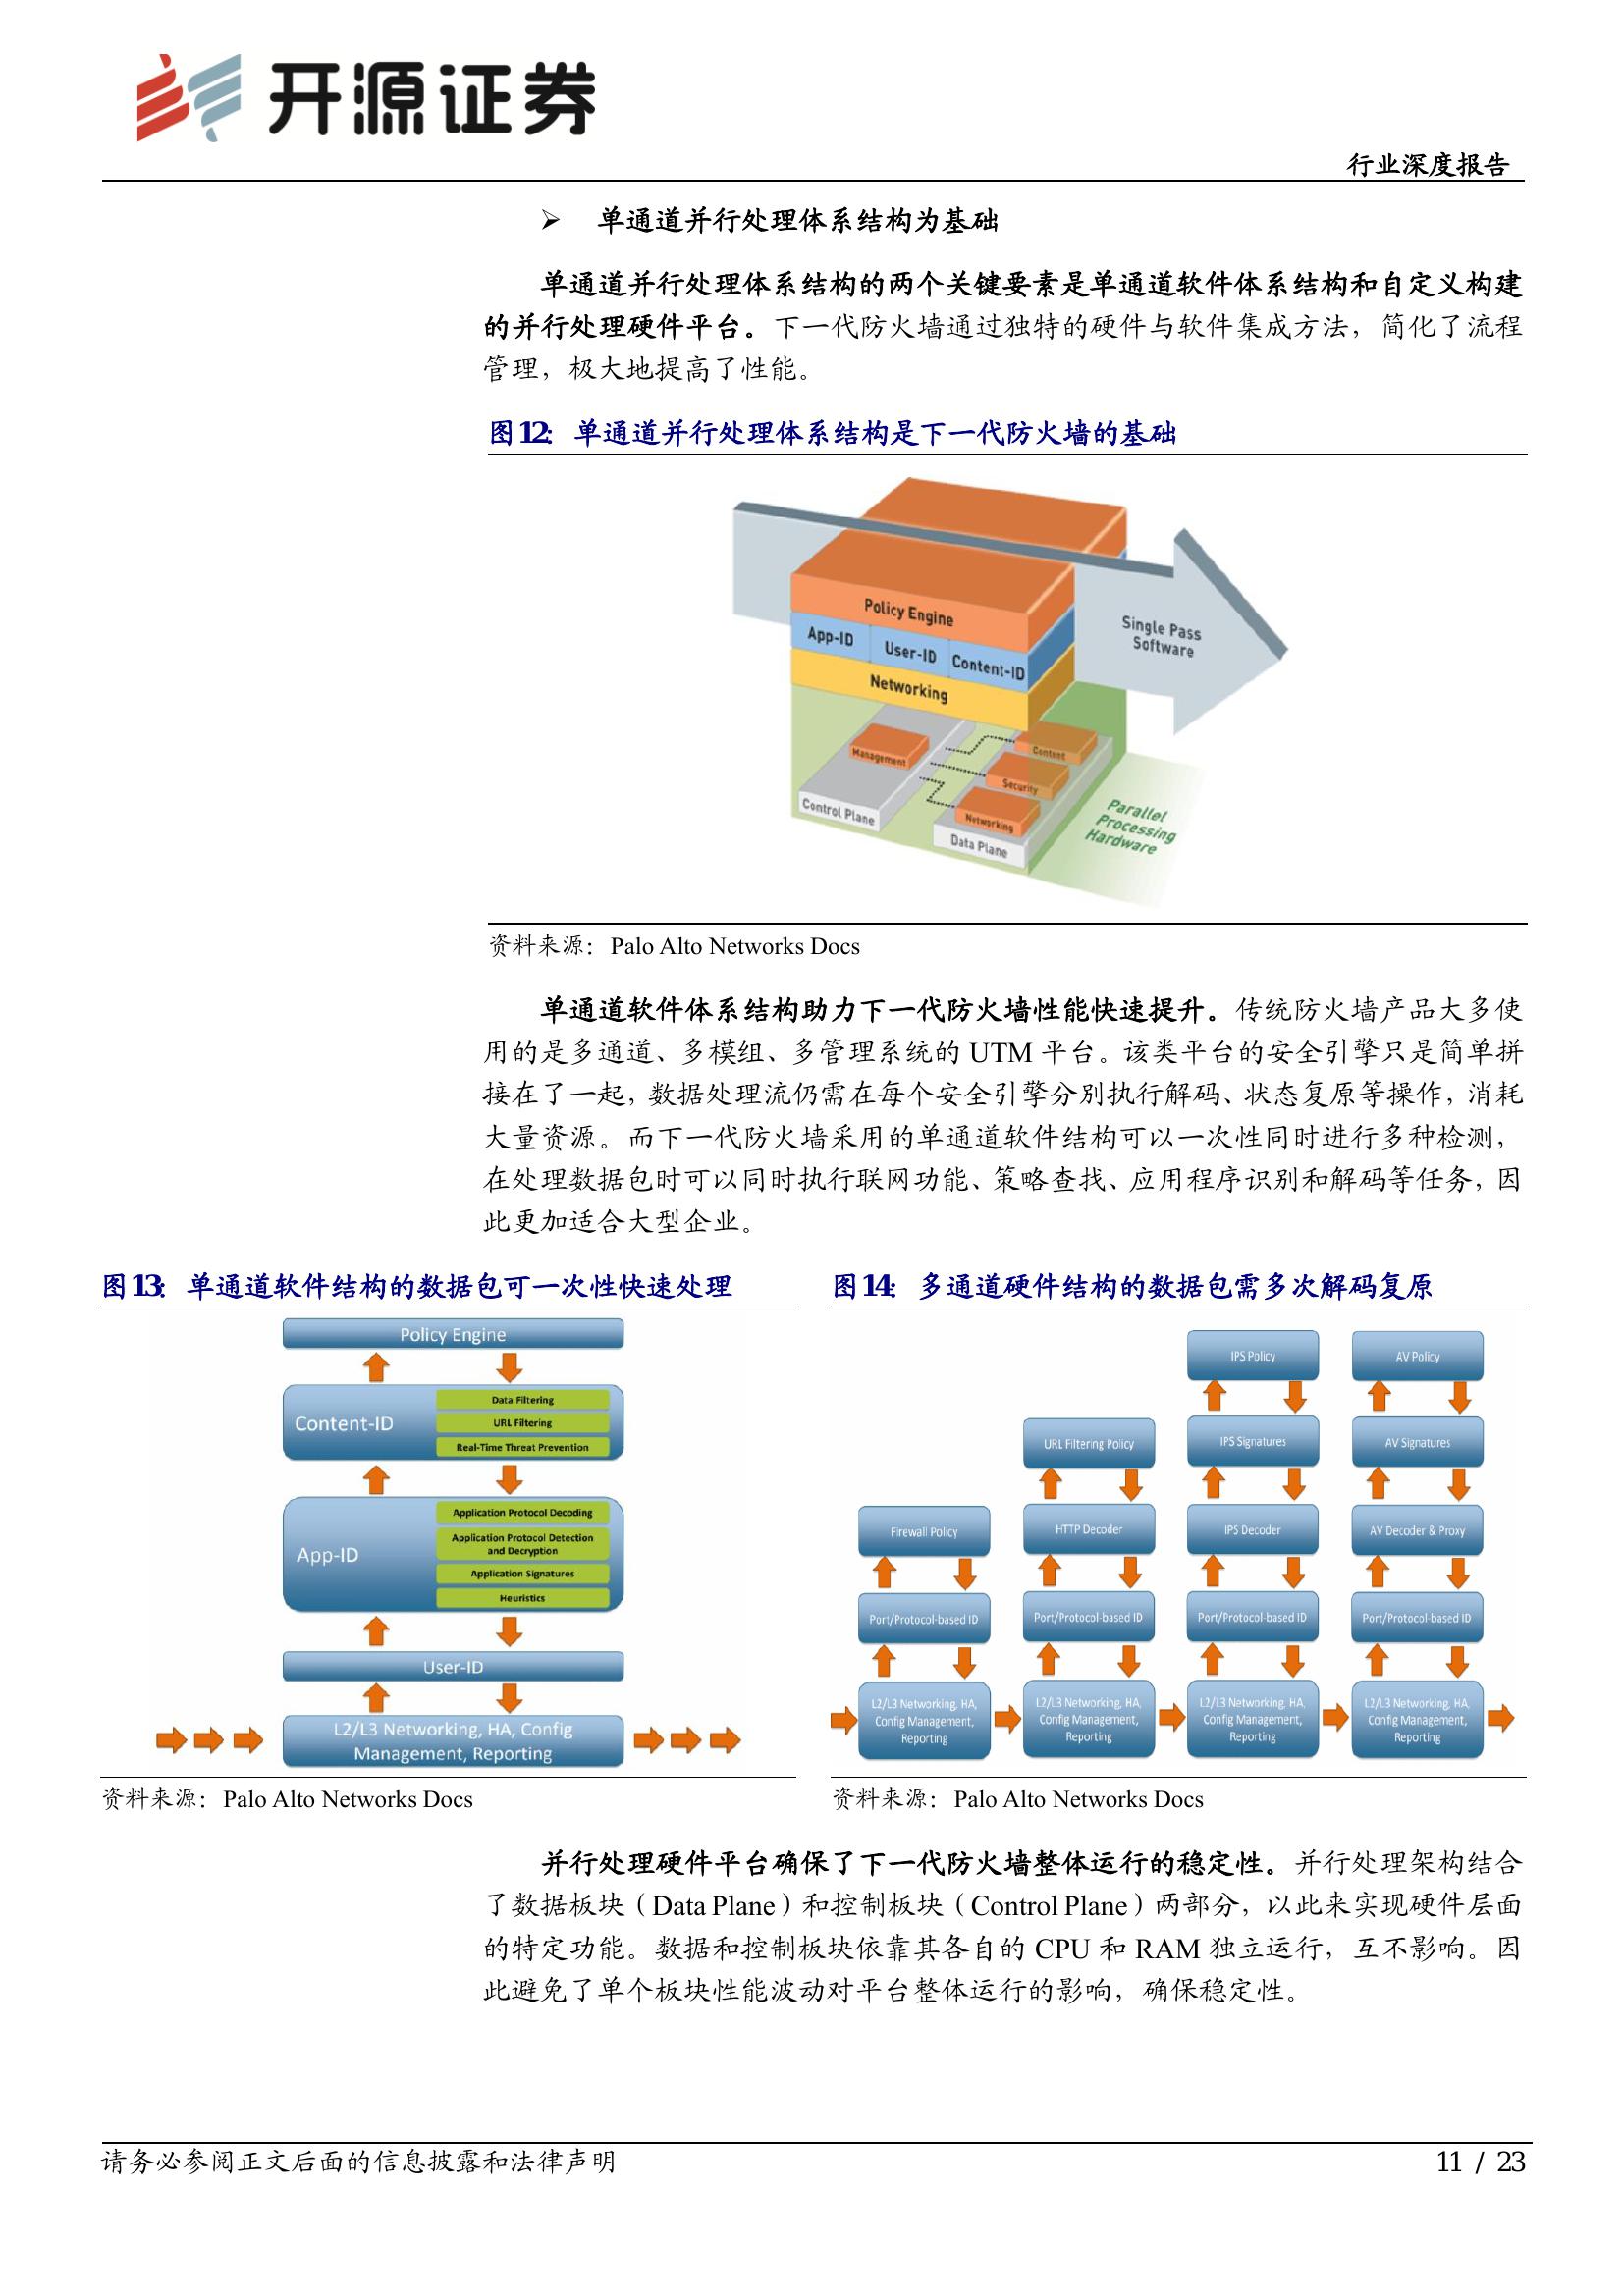 开源证券
行业深度报告
➢ 单通道并行处理体系结构为基础
单通道并行处理体系结构的两个关键要素是单通道软件体系结构和自定义构建
的并行处理硬件平台。下一代防火墙通过独特的硬件与软件集成方法，简化了流程
管理，极大地提高了性能。
图12：单通道并行处理体系结构是下一代防火墙的基础
Policy Engine
App-ID User-ID Content-ID
Networking
Single Pass
Software
Management
Content
Security
Networking
Control Plane
Data Plane
Parallel
Processing
Hardware
资料来源：Palo Alto Networks Docs
单通道软件体系结构助力下一代防火墙性能快速提升。传统防火墙产品大多使
用的是多通道、多模组、多管理系统的 UTM 平台。该类平台的安全引擎只是简单拼
接在了一起，数据处理流仍需在每个安全引擎分别执行解码、状态复原等操作，消耗
大量资源。而下一代防火墙采用的单通道软件结构可以一次性同时进行多种检测，
在处理数据包时可以同时执行联网功能、策略查找、应用程序识别和解码等任务，因
此更加适合大型企业。
图13：单通道软件结构的数据包可一次性快速处理
Policy Engine
Content-ID
Data Filtering
URL Filtering
Real-Time Threat Prevention
App-ID
Application Protocol Decoding
Application Protocol Detection
and Decryption
Application Signatures
Heuristics
User-ID
L2/L3 Networking, HA, Config
Management, Reporting
资料来源：Palo Alto Networks Docs
图14：多通道硬件结构的数据包需多次解码复原
IPS Policy AV Policy
URL Filtering Policy IPS Signatures AV Signatures
Firewall Policy HTTP Decoder IPS Decoder AV Decoder & Proxy
Port/Protocol-based ID Port/Protocol-based ID Port/Protocol-based ID Port/Protocol-based ID
L2/L3 Networking, HA, L2/L3 Networking, HA, L2/L3 Networking, HA, L2/L3 Networking, HA,
Config Management, Config Management, Config Management, Config Management,
Reporting Reporting Reporting Reporting
资料来源：Palo Alto Networks Docs
并行处理硬件平台确保了下一代防火墙整体运行的稳定性。并行处理架构结合
了数据板块（Data Plane）和控制板块（Control Plane）两部分，以此来实现硬件层面
的特定功能。数据和控制板块依靠其各自的 CPU 和 RAM 独立运行，互不影响。因
此避免了单个板块性能波动对平台整体运行的影响，确保稳定性。
请务必参阅正文后面的信息披露和法律声明
11 / 23